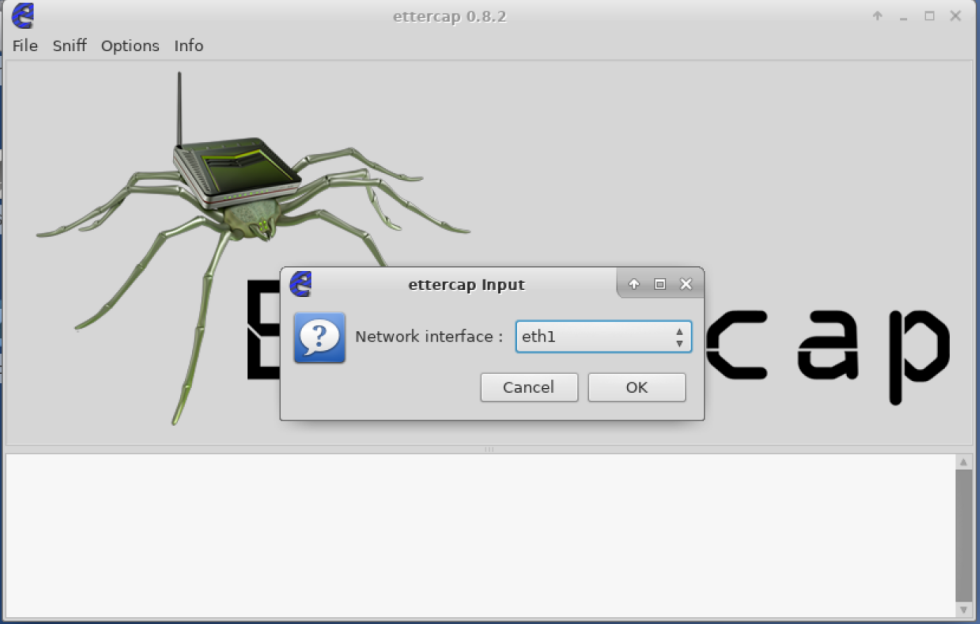 ettercap 0.8.2
File Sniff Options Info
E cap
ettercap Input
Network interface : eth1
Cancel OK